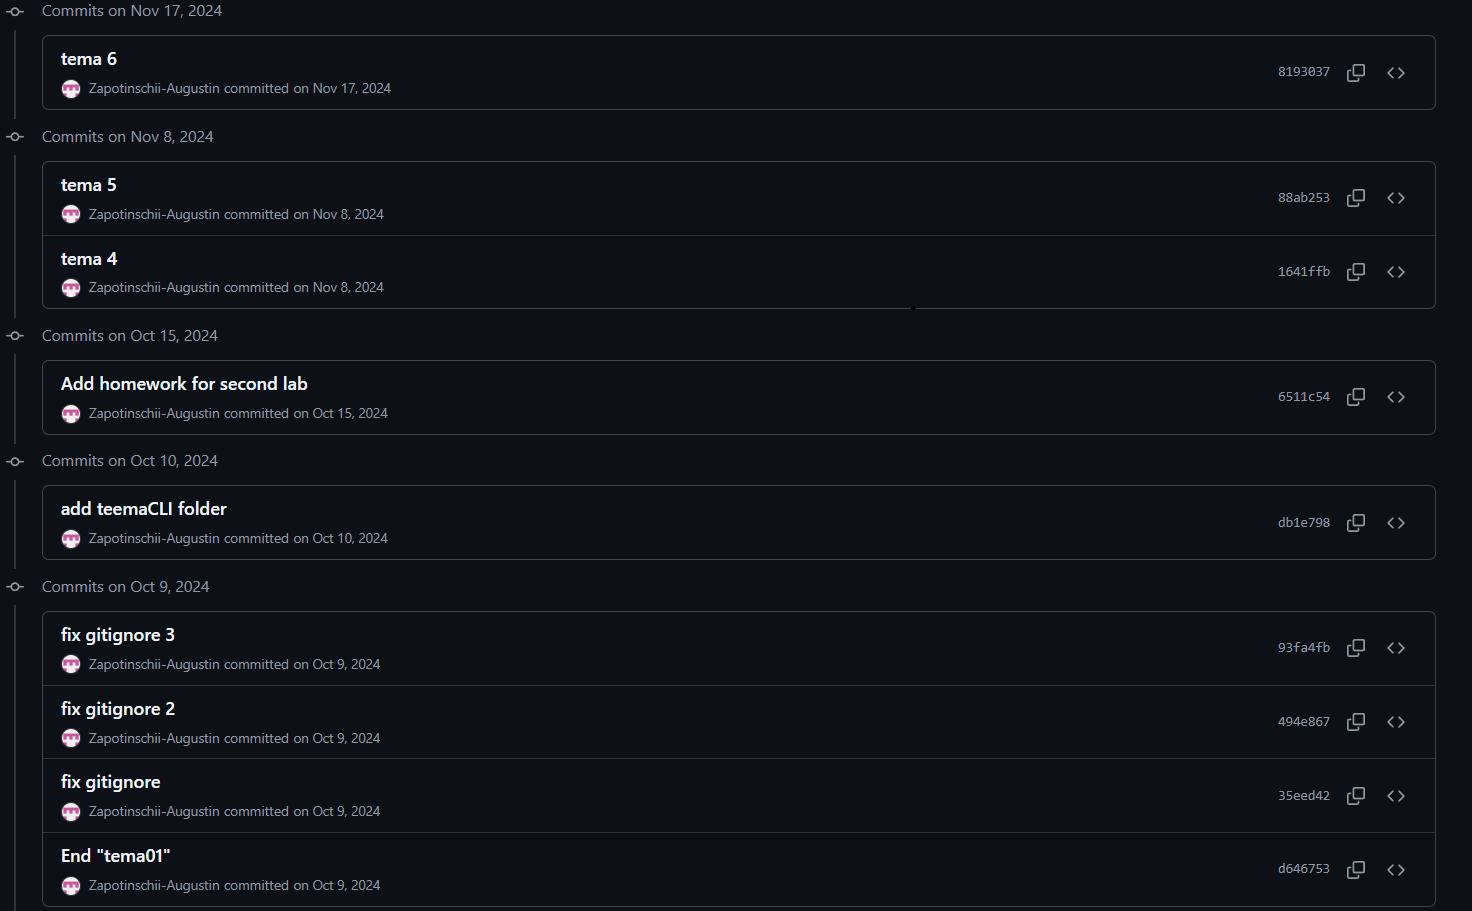 Commits on Nov 17, 2024
tema 6
Zapotinschii-Augustin committed on Nov 17, 2024
8193037
Commits on Nov 8, 2024
tema 5
Zapotinschii-Augustin committed on Nov 8, 2024
88ab253
tema 4
Zapotinschii-Augustin committed on Nov 8, 2024
1641ffb
Commits on Oct 15, 2024
Add homework for second lab
Zapotinschii-Augustin committed on Oct 15, 2024
6511c54
Commits on Oct 10, 2024
add teemaCLI folder
Zapotinschii-Augustin committed on Oct 10, 2024
db1e798
Commits on Oct 9, 2024
fix gitignore 3
Zapotinschii-Augustin committed on Oct 9, 2024
93fa4fb
fix gitignore 2
Zapotinschii-Augustin committed on Oct 9, 2024
494e867
fix gitignore
Zapotinschii-Augustin committed on Oct 9, 2024
35eed42
End "tema01"
Zapotinschii-Augustin committed on Oct 9, 2024
d646753